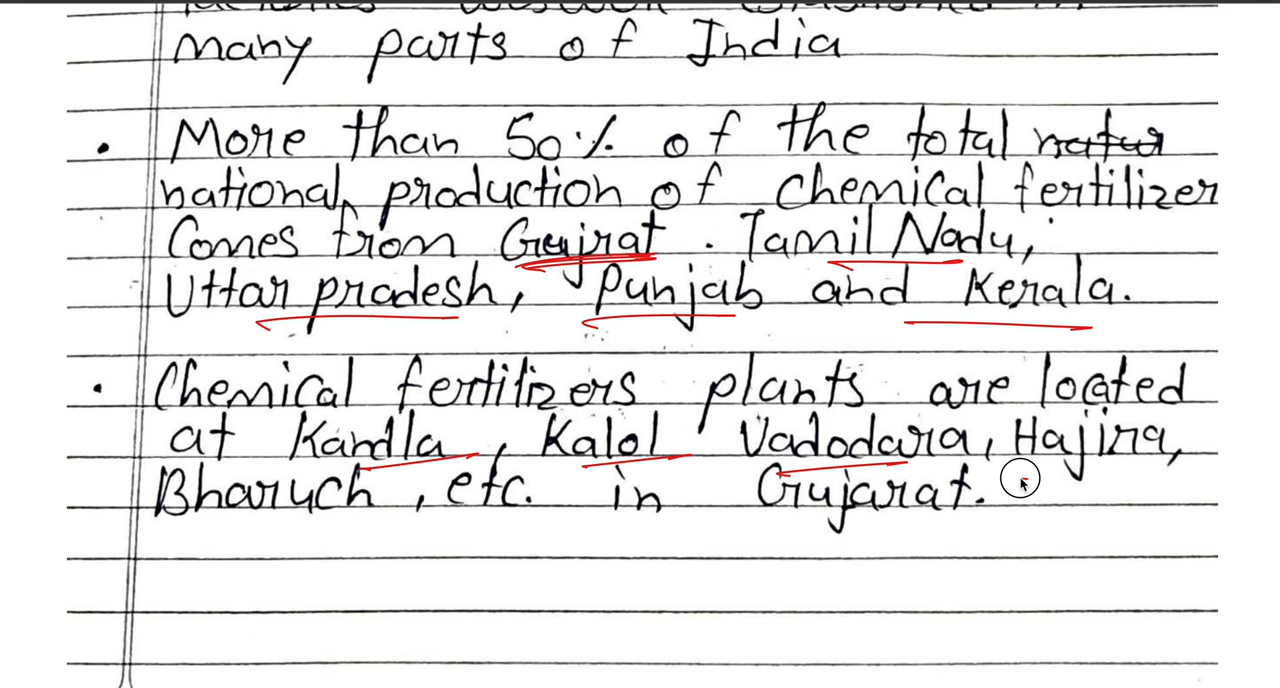 many parts of India
• More than 50% of the total natur
national production of chemical fertilizer
Comes from Gujrat. Tamil Nadu,
Uttar pradesh, Punjab and Kerala.
• Chemical fertilizers plants are located
at Kandla, Kalol Vadodara, Hajira,
Bharuch, etc. in Gujarat.